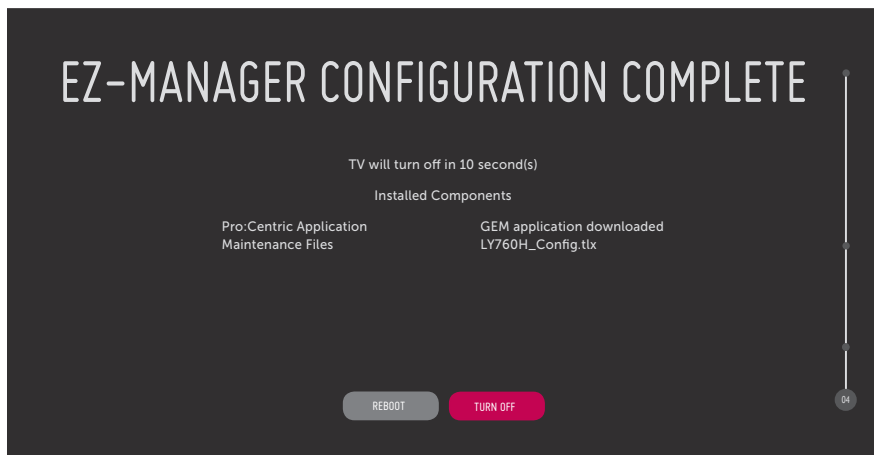 EZ-MANAGER CONFIGURATION COMPLETE
TV will turn off in 10 second(s)
Installed Components
Pro:Centric Application GEM application downloaded
Maintenance Files LY760H_Config.tlx
REBOOT TURN OFF
04